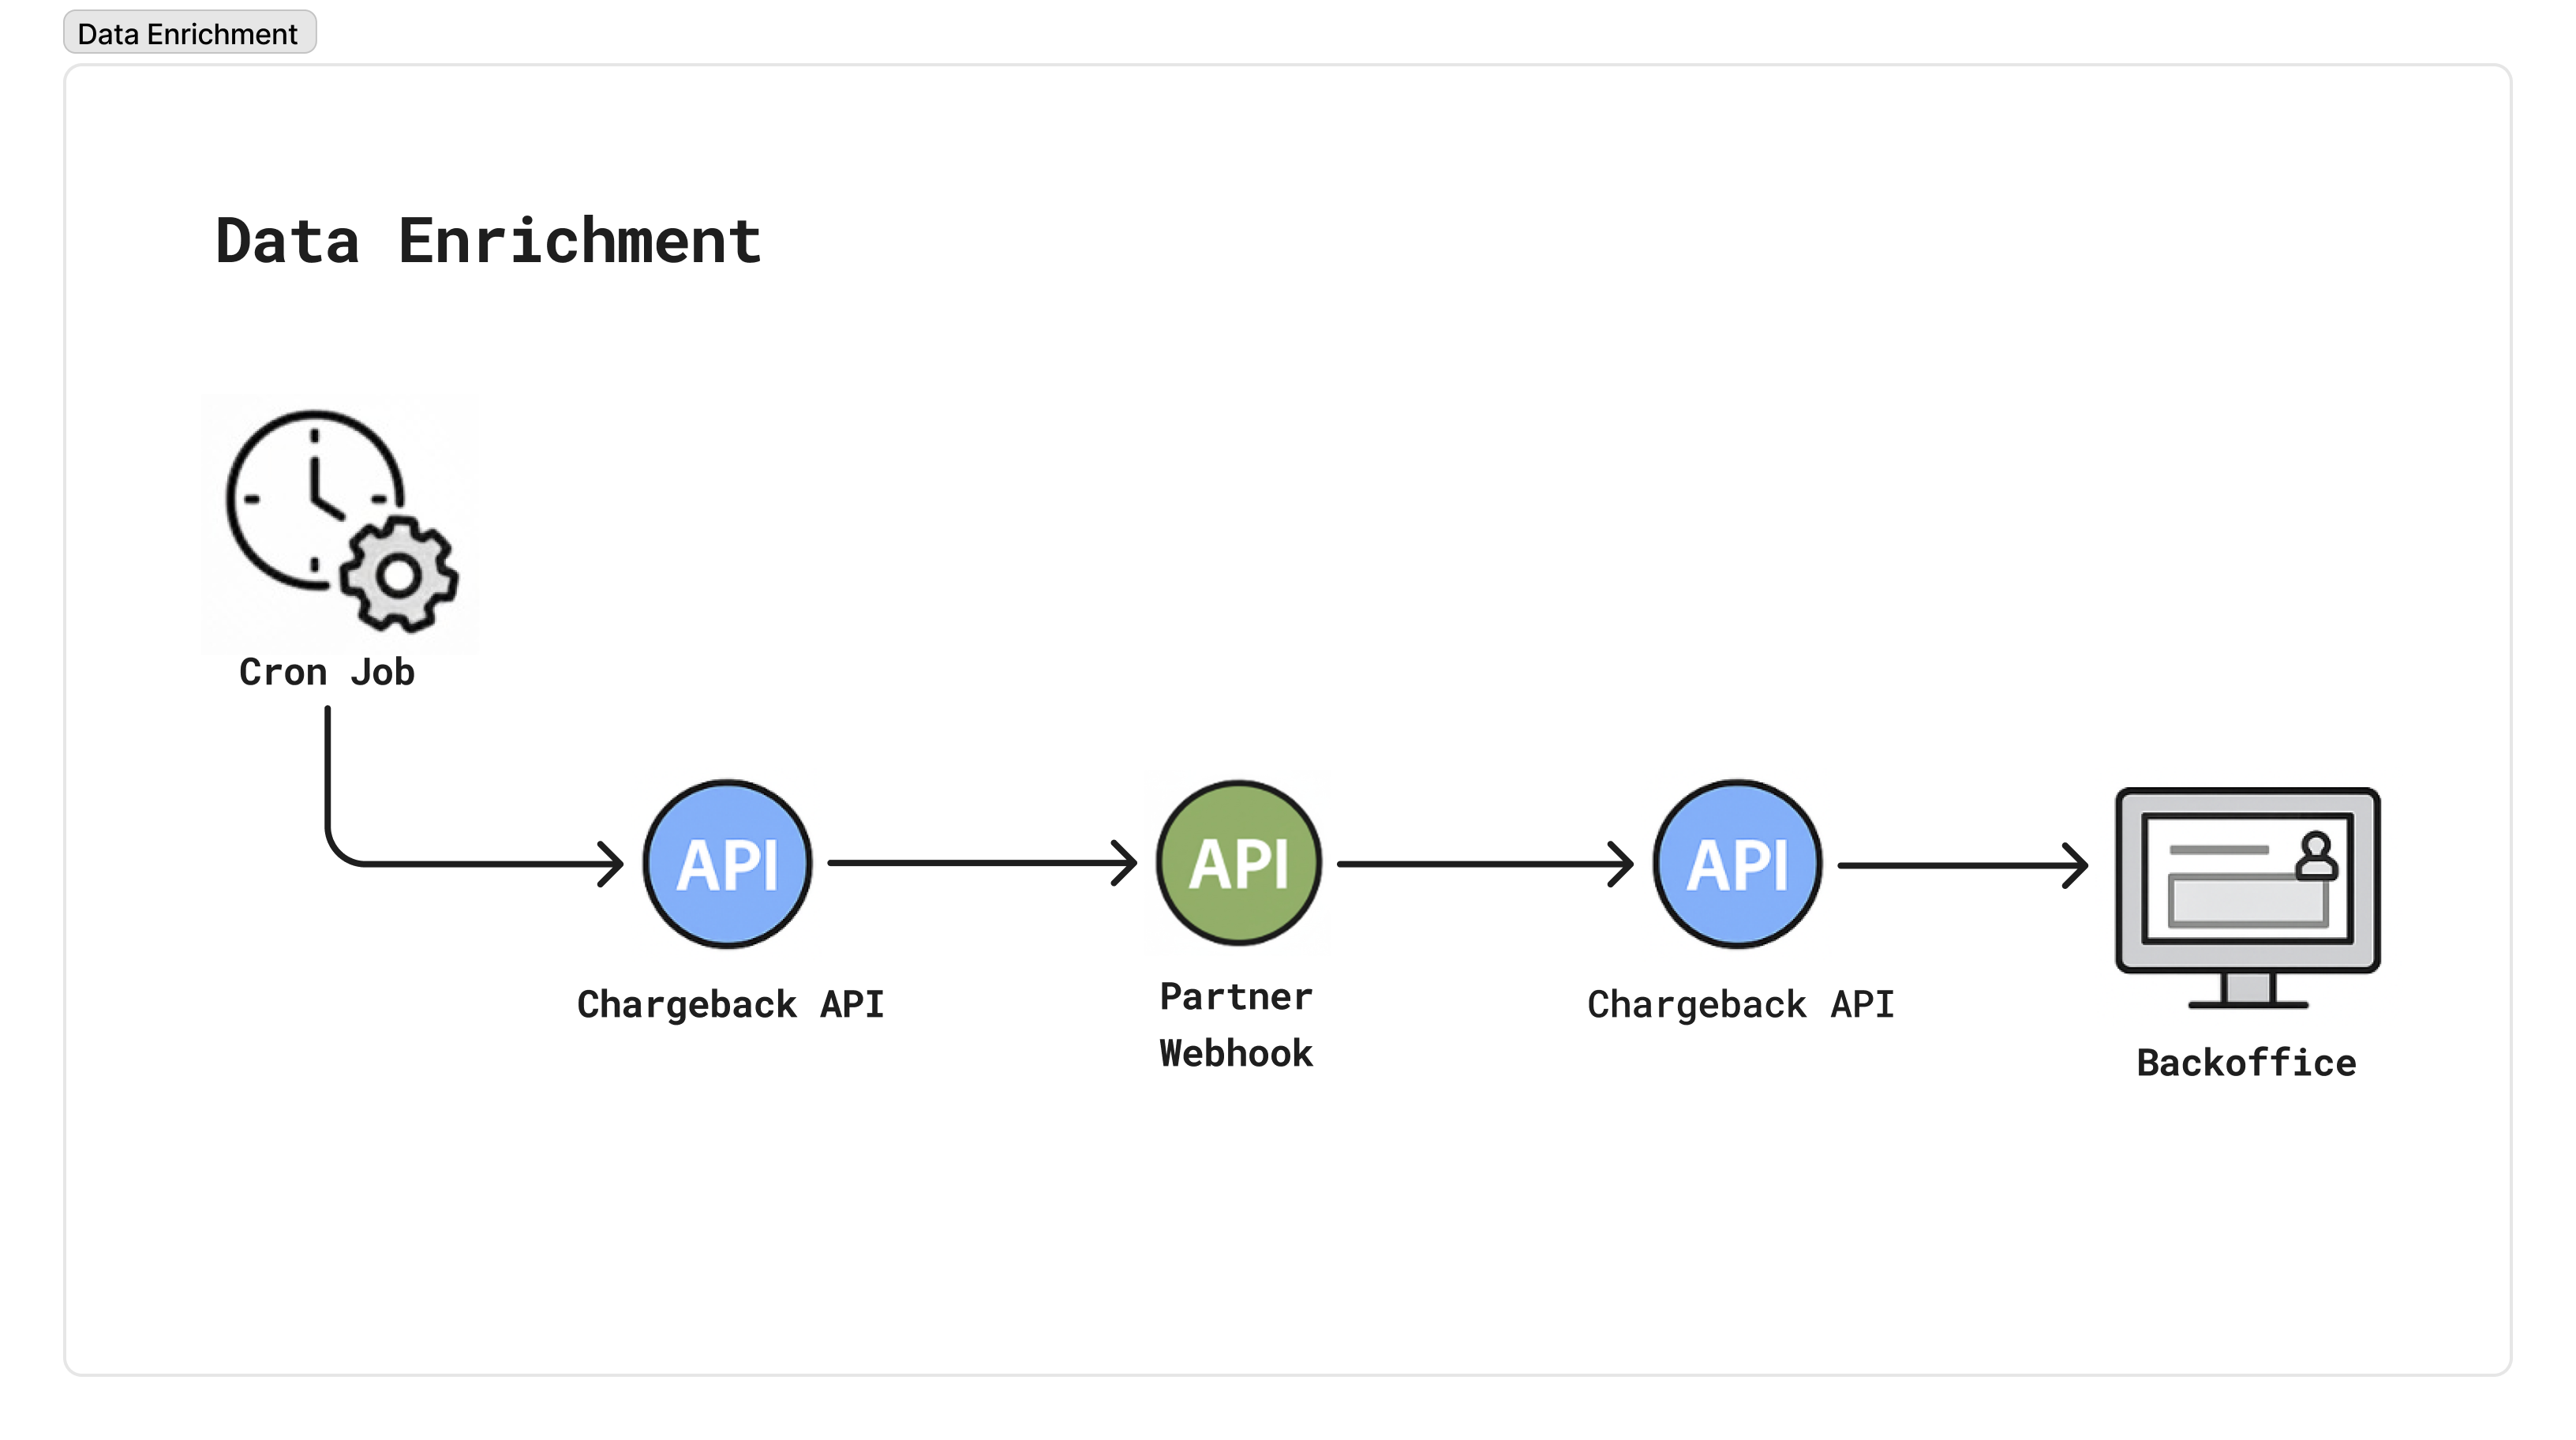 Data Enrichment
Data Enrichment
Cron Job
API
API
API
Chargeback API
Partner
Webhook
Chargeback API
Backoffice